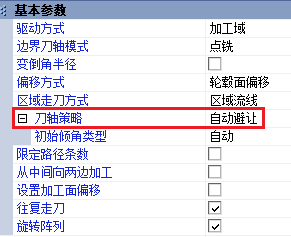 基本参数
驱动方式 加工域
边界刀轴模式 点铣
变倒角半径
偏移方式 轮毂面偏移
区域走刀方式 区域流线
刀轴策略 自动避让
初始倾角类型 自动
限定路径条数
从中间向两边加工
设置加工面偏移
往复走刀
旋转阵列